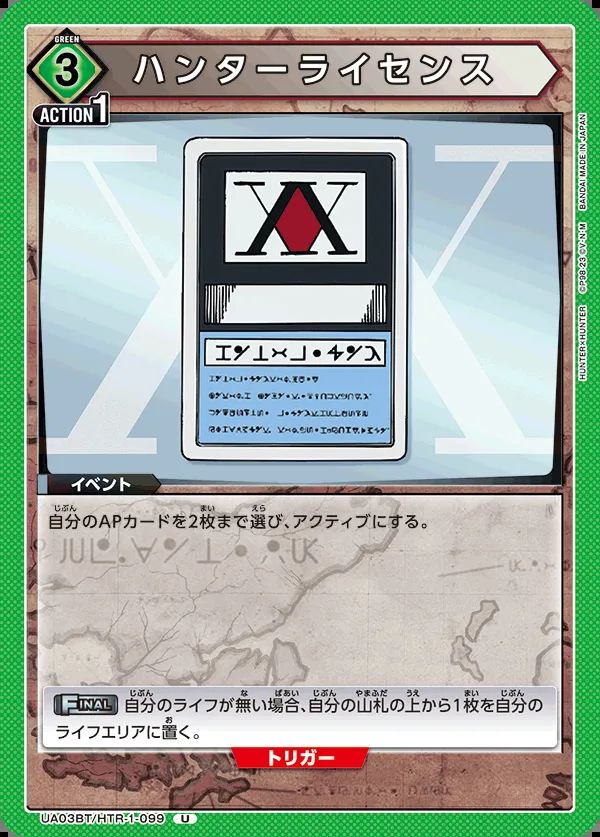 GREEN
3
ハンターライセンス
ACTION 1
イベント
自分のAPカードを2枚まで選び、アクティブにする。
FINAL 自分のライフが無い場合、自分の山札の上から1枚を自分の
ライフエリアに置く。
トリガー
UA03BT/HTR-1-099 U
HUNTER×HUNTER ©P98-23 ©V・N・M BANDAI MADE IN JAPAN